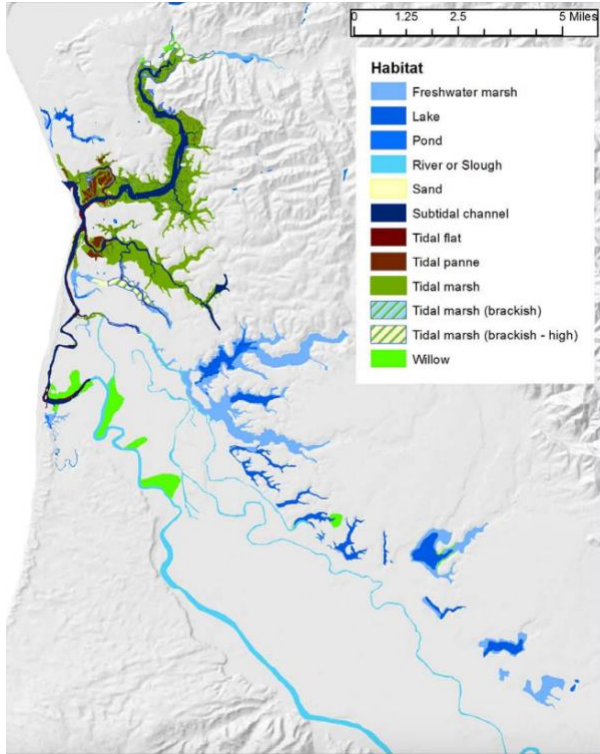 0 1.25 2.5 5 Miles
Habitat
Freshwater marsh
Lake
Pond
River or Slough
Sand
Subtidal channel
Tidal flat
Tidal panne
Tidal marsh
Tidal marsh (brackish)
Tidal marsh (brackish - high)
Willow